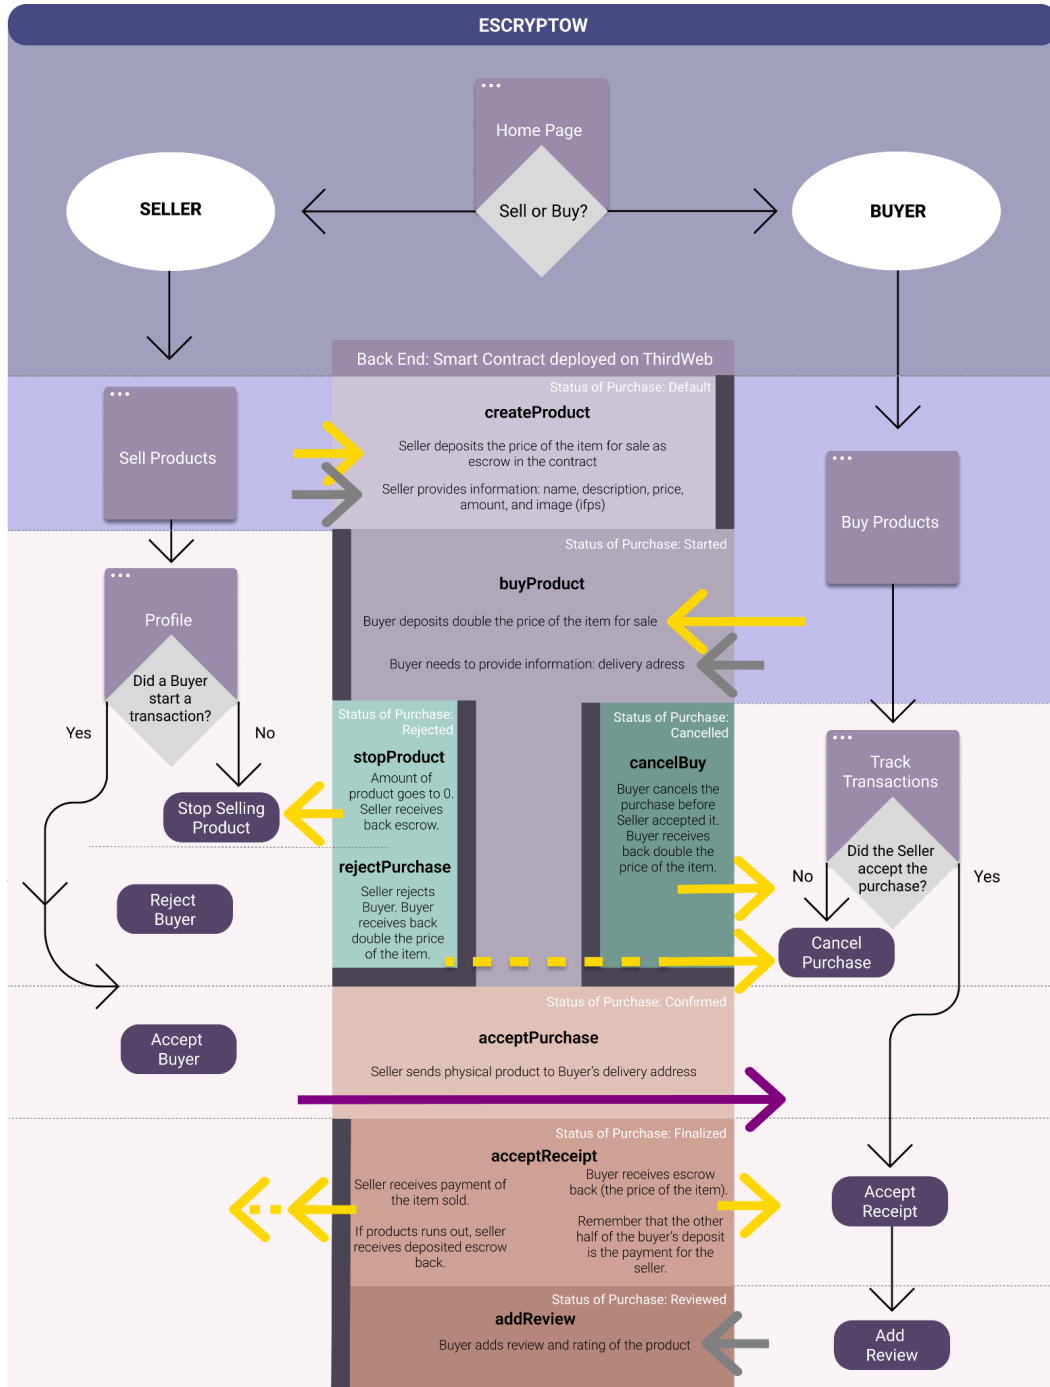 ESCRYPTOW
Home Page
Sell or Buy?
SELLER
BUYER
Back End: Smart Contract deployed on ThirdWeb
Status of Purchase: Default
createProduct
Seller deposits the price of the item for sale as
escrow in the contract
Seller provides information: name, description, price,
amount, and image (ifps)
Sell Products
Buy Products
Status of Purchase: Started
buyProduct
Buyer deposits double the price of the item for sale
Buyer needs to provide information: delivery adress
Profile
Did a Buyer
start a
transaction?
Yes
No
Stop Selling
Product
Reject
Buyer
Accept
Buyer
Status of Purchase:
Rejected
stopProduct
Amount of
product goes to 0.
Seller receives
back escrow.
rejectPurchase
Seller rejects
Buyer. Buyer
receives back
double the price
of the item.
Status of Purchase:
Cancelled
cancelBuy
Buyer cancels the
purchase before
Seller accepted it.
Buyer receives
back double the
price of the item.
Track
Transactions
Did the Seller
accept the
purchase?
No
Yes
Cancel
Purchase
Status of Purchase: Confirmed
acceptPurchase
Seller sends physical product to Buyer's delivery address
Status of Purchase: Finalized
acceptReceipt
Seller receives payment of
the item sold.
If products runs out, seller
receives deposited escrow
back.
Buyer receives escrow
back (the price of the item).
Remember that the other
half of the buyer's deposit
is the payment for the
seller.
Accept
Receipt
Status of Purchase: Reviewed
addReview
Buyer adds review and rating of the product
Add
Review